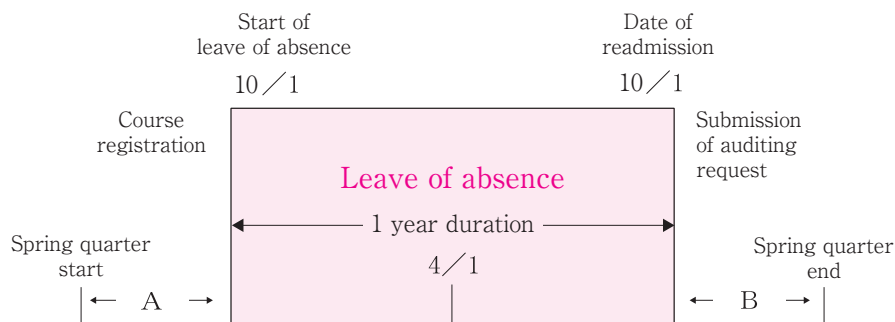 Start of
leave of absence
10／1
Date of
readmission
10／1
Course
registration
Submission
of auditing
request
Leave of absence
1 year duration
4／1
Spring quarter
start
A
B
Spring quarter
end